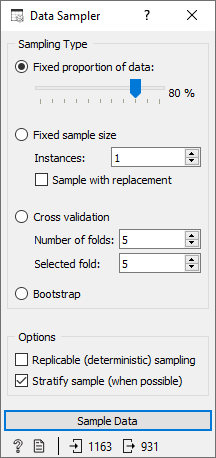 Data Sampler ? ×
Sampling Type
Fixed proportion of data:
80 %
Fixed sample size
Instances: 1
Sample with replacement
Cross validation
Number of folds: 5
Selected fold: 5
Bootstrap
Options
Replicable (deterministic) sampling
Stratify sample (when possible)
Sample Data
? 1163 931